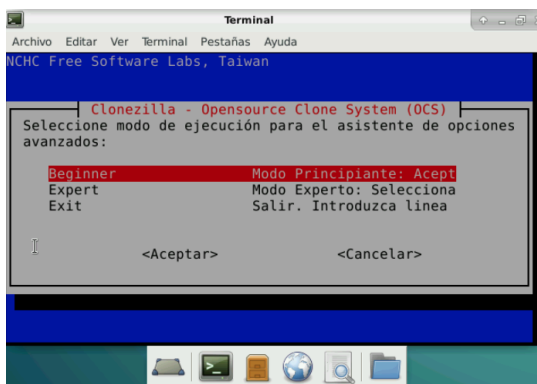 Terminal
Archivo Editar Ver Terminal Pestañas Ayuda
NCHC Free Software Labs, Taiwan
Clonezilla - Opensource Clone System (OCS)
Seleccione modo de ejecución para el asistente de opciones
avanzados:
Beginner Modo Principiante: Acept
Expert Modo Experto: Selecciona
Exit Salir. Introduzca linea
<Aceptar> <Cancelar>